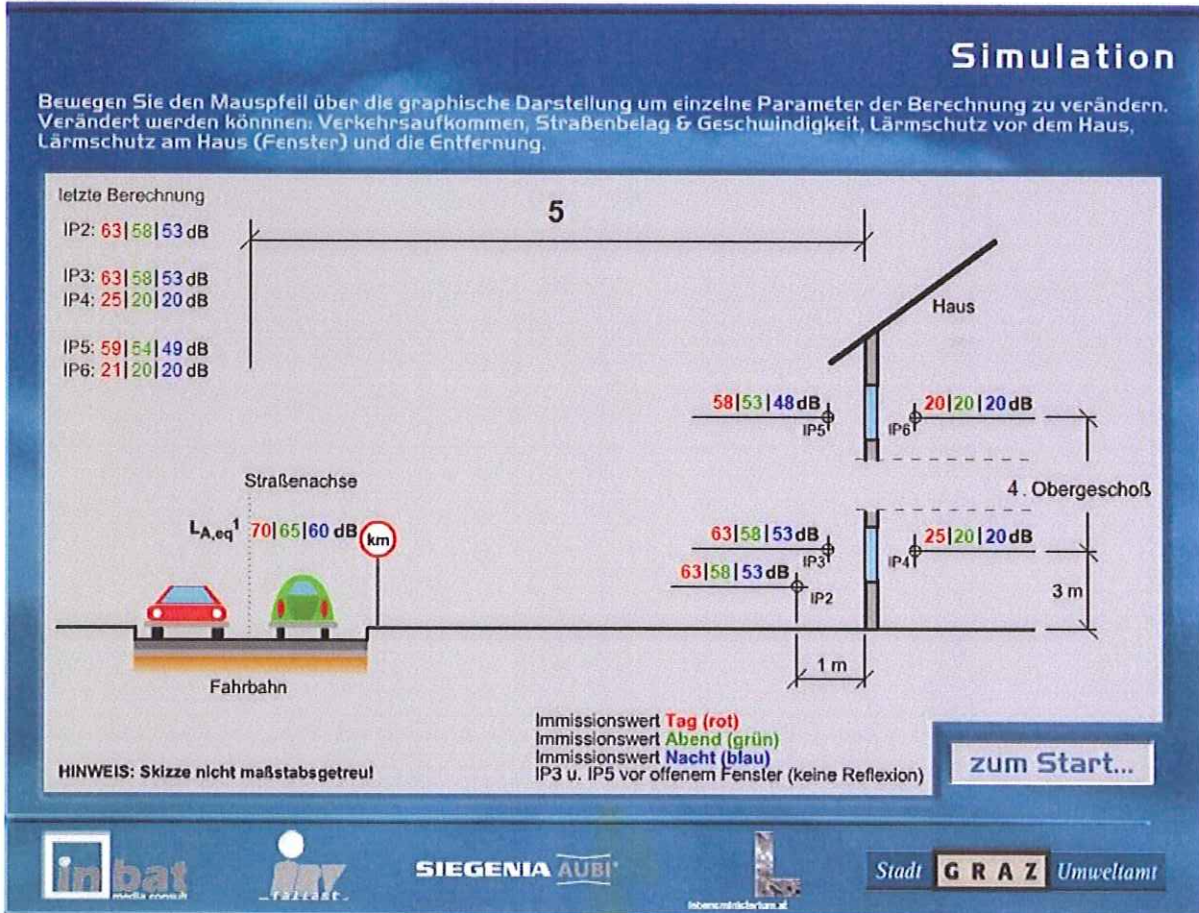 Simulation
Bewegen Sie den Mauspfeil über die graphische Darstellung um einzelne Parameter der Berechnung zu verändern.
Verändert werden könnnen: Verkehrsaufkommen, Straßenbelag & Geschwindigkeit, Lärmschutz vor dem Haus,
Lärmschutz am Haus (Fenster) und die Entfernung.
letzte Berechnung
IP2: 63|58|53 dB
IP3: 63|58|53 dB
IP4: 25|20|20 dB
IP5: 59|54|49 dB
IP6: 21|20|20 dB
5
Haus
58|53|48 dB
IP5
20|20|20 dB
IP6
4 . Obergeschoß
Straßenachse
LA,eq1 70|65|60 dB
km
63|58|53 dB
IP3
25|20|20 dB
IP4
63|58|53 dB
IP2
3 m
1 m
Fahrbahn
Immissionswert Tag (rot)
Immissionswert Abend (grün)
Immissionswert Nacht (blau)
IP3 u. IP5 vor offenem Fenster (keine Reflexion)
HINWEIS: Skizze nicht maßstabsgetreu!
zum Start...
inbat
media consult
fallast
SIEGENIA AUBI
L
lebensministerium.at
Stadt GRAZ Umweltamt